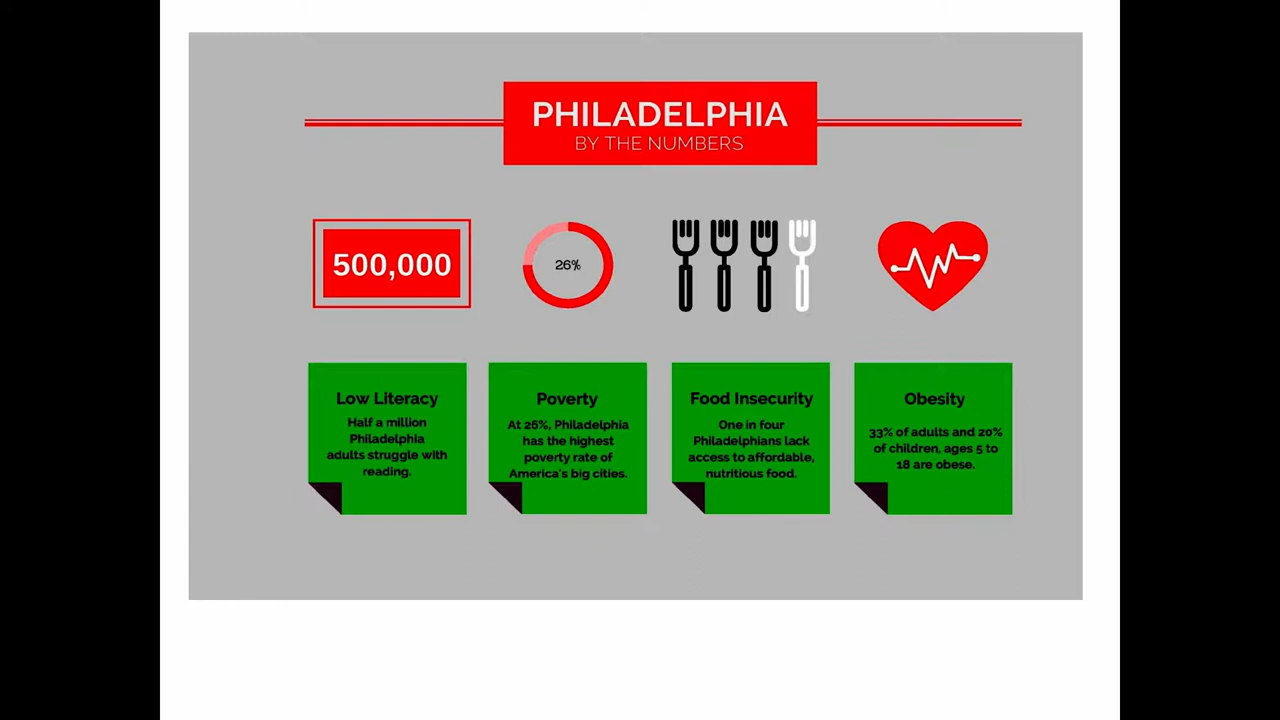 PHILADELPHIA
BY THE NUMBERS
500,000
26%
Low Literacy
Half a million
Philadelphia
adults struggle with
reading.
Poverty
At 26%, Philadelphia
has the highest
poverty rate of
America's big cities.
Food Insecurity
One in four
Philadelphians lack
access to affordable,
nutritious food.
Obesity
33% of adults and 20%
of children, ages 5 to
18 are obese.